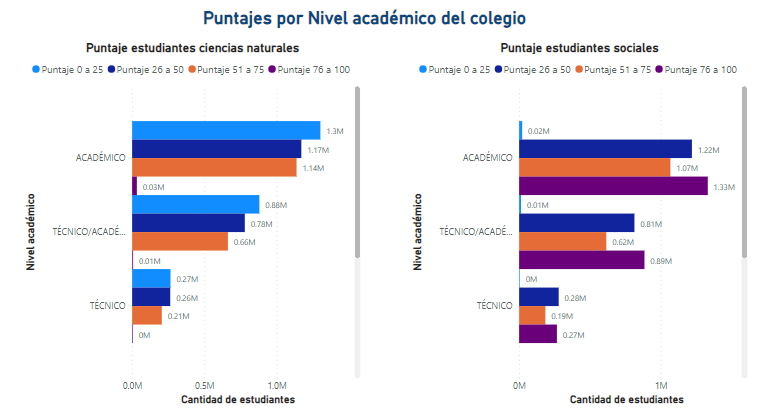 Puntajes por Nivel académico del colegio
Puntaje estudiantes ciencias naturales
Puntaje 0 a 25 Puntaje 26 a 50 Puntaje 51 a 75 Puntaje 76 a 100
Nivel académico
ACADÉMICO
1.3M
1.17M
1.14M
0.03M
TÉCNICO/ACADÉ...
0.88M
0.78M
0.66M
0.01M
TÉCNICO
0.27M
0.26M
0.21M
0M
0.0M 0.5M 1.0M
Cantidad de estudiantes
Puntaje estudiantes sociales
Puntaje 0 a 25 Puntaje 26 a 50 Puntaje 51 a 75 Puntaje 76 a 100
Nivel académico
ACADÉMICO
0.02M
1.22M
1.07M
1.33M
TÉCNICO/ACADÉ...
0.01M
0.81M
0.62M
0.89M
TÉCNICO
0M
0.28M
0.19M
0.27M
0M 1M
Cantidad de estudiantes